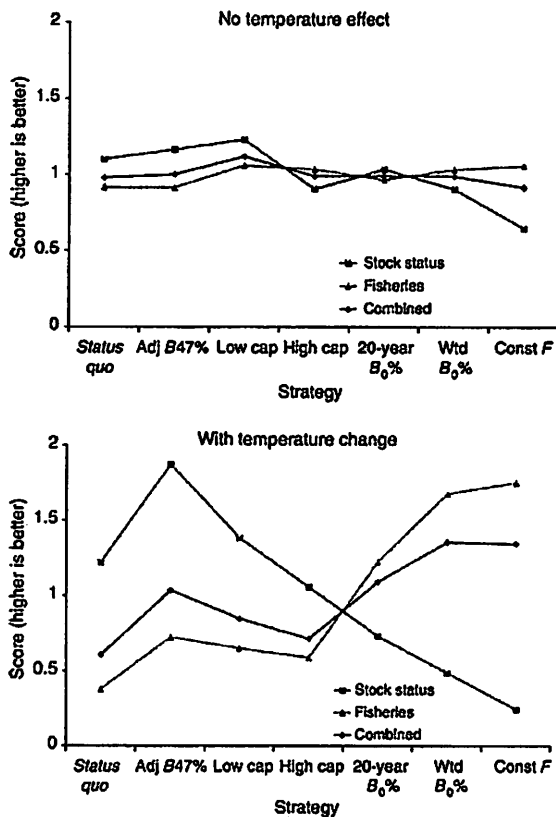 No temperature effect
2
1.5
1
0.5
0
Score (higher is better)
Stock status
Fisheries
Combined
Status quo
Adj B47%
Low cap
High cap
20-year B0%
Wtd B0%
Const F
Strategy
With temperature change
2
1.5
1
0.5
0
Score (higher is better)
Stock status
Fisheries
Combined
Status quo
Adj B47%
Low cap
High cap
20-year B0%
Wtd B0%
Const F
Strategy